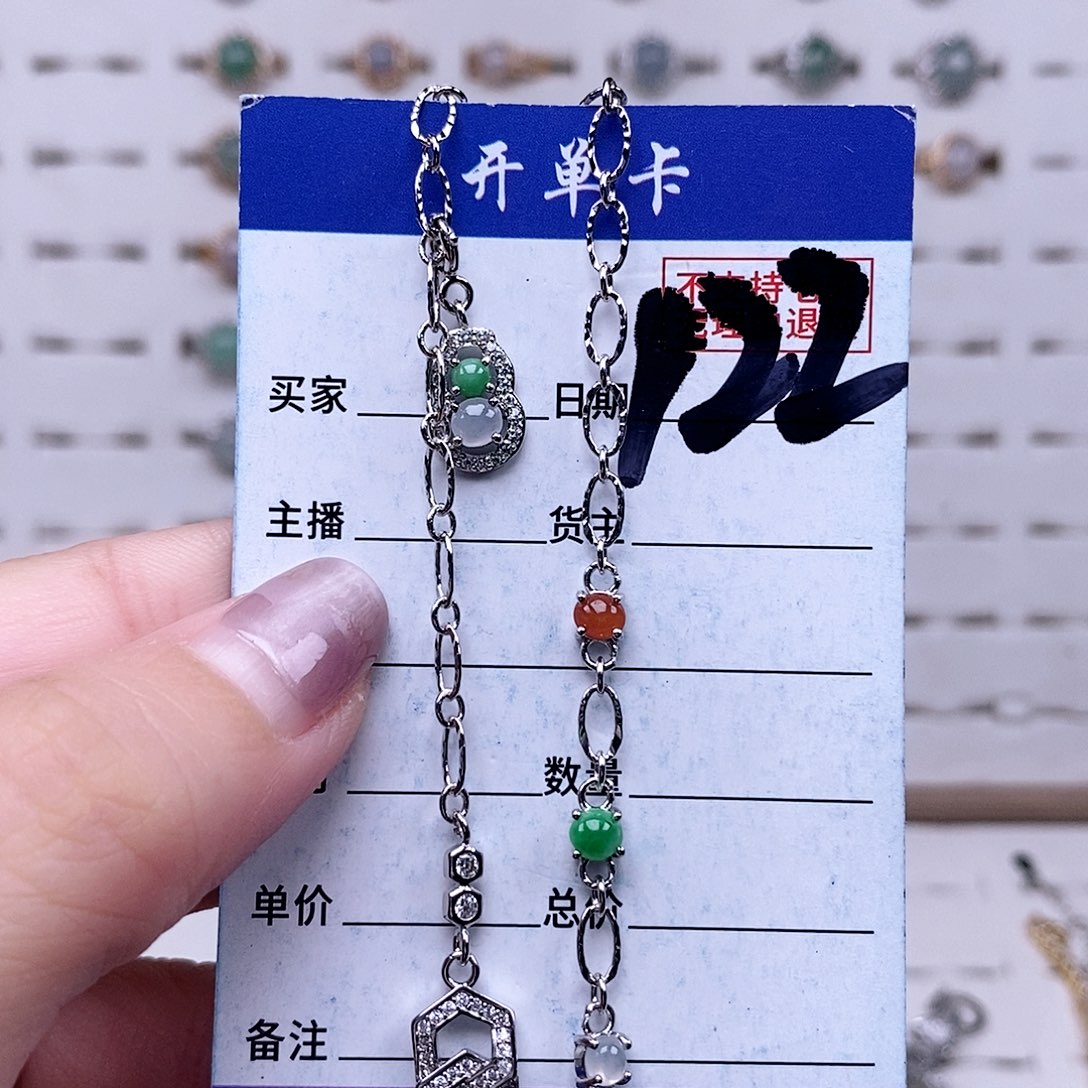 开单卡
122
买家 日期
主播 货主
数量
单价 总价
备注